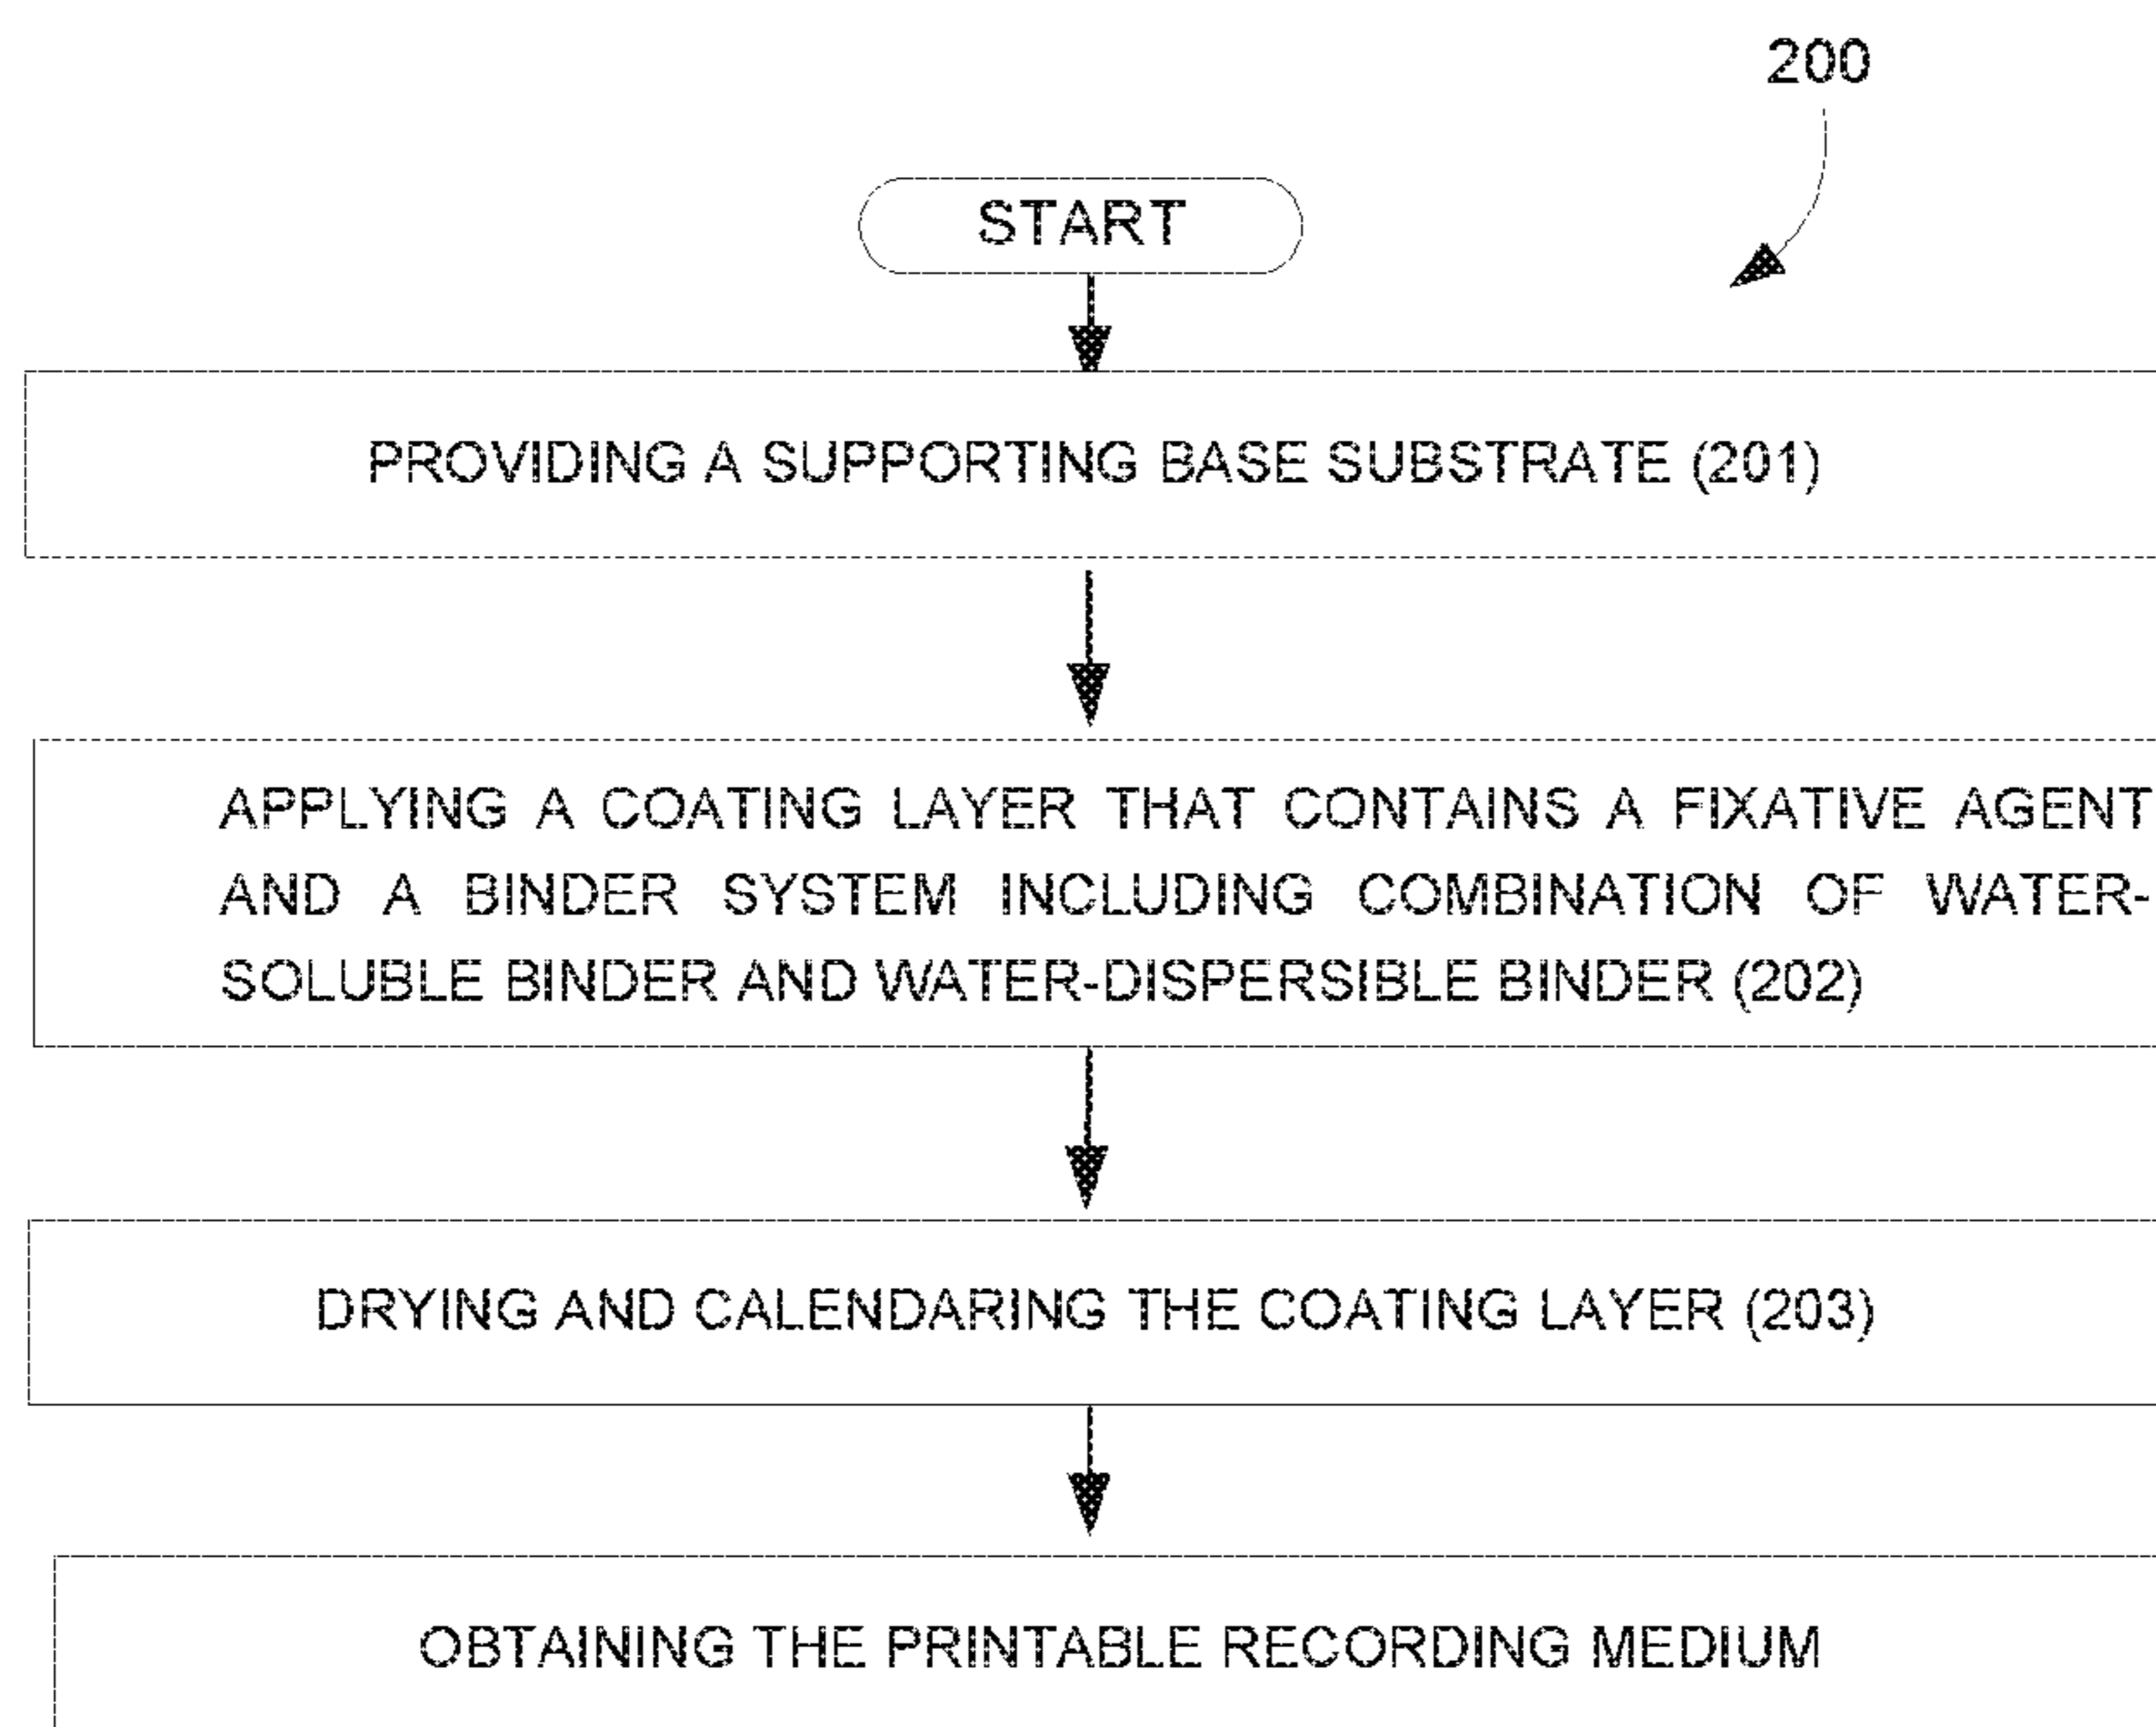 200
START
PROVIDING A SUPPORTING BASE SUBSTRATE (201)
APPLYING A COATING LAYER THAT CONTAINS A FIXATIVE AGENT
AND A BINDER SYSTEM INCLUDING COMBINATION OF WATER-
SOLUBLE BINDER AND WATER-DISPERSIBLE BINDER (202)
DRYING AND CALENDARING THE COATING LAYER (203)
OBTAINING THE PRINTABLE RECORDING MEDIUM